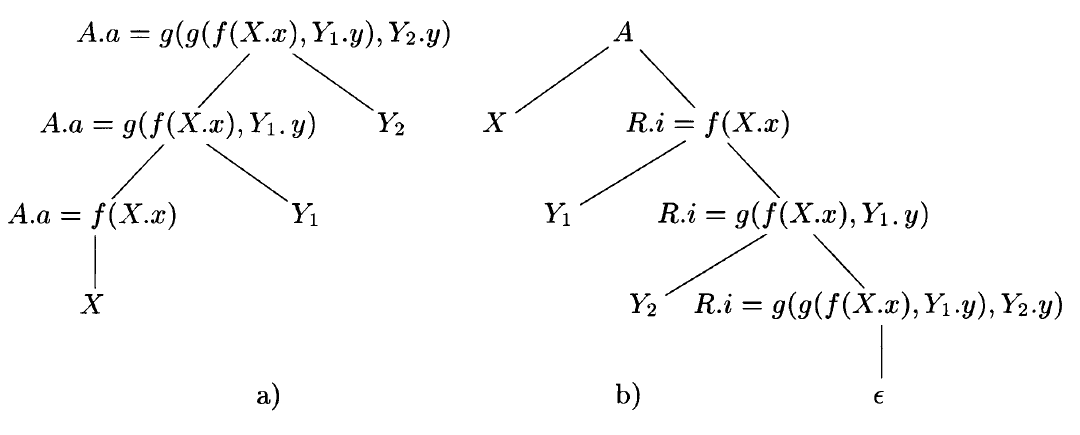 A.a = g(g(f(X.x), Y₁.y), Y₂.y)
A
A.a = g(f(X.x), Y₁.y)
Y₂
X
R.i = f(X.x)
A.a = f(X.x)
Y₁
Y₁
R.i = g(f(X.x), Y₁.y)
X
Y₂
R.i = g(g(f(X.x), Y₁.y), Y₂.y)
a)
b)
ϵ